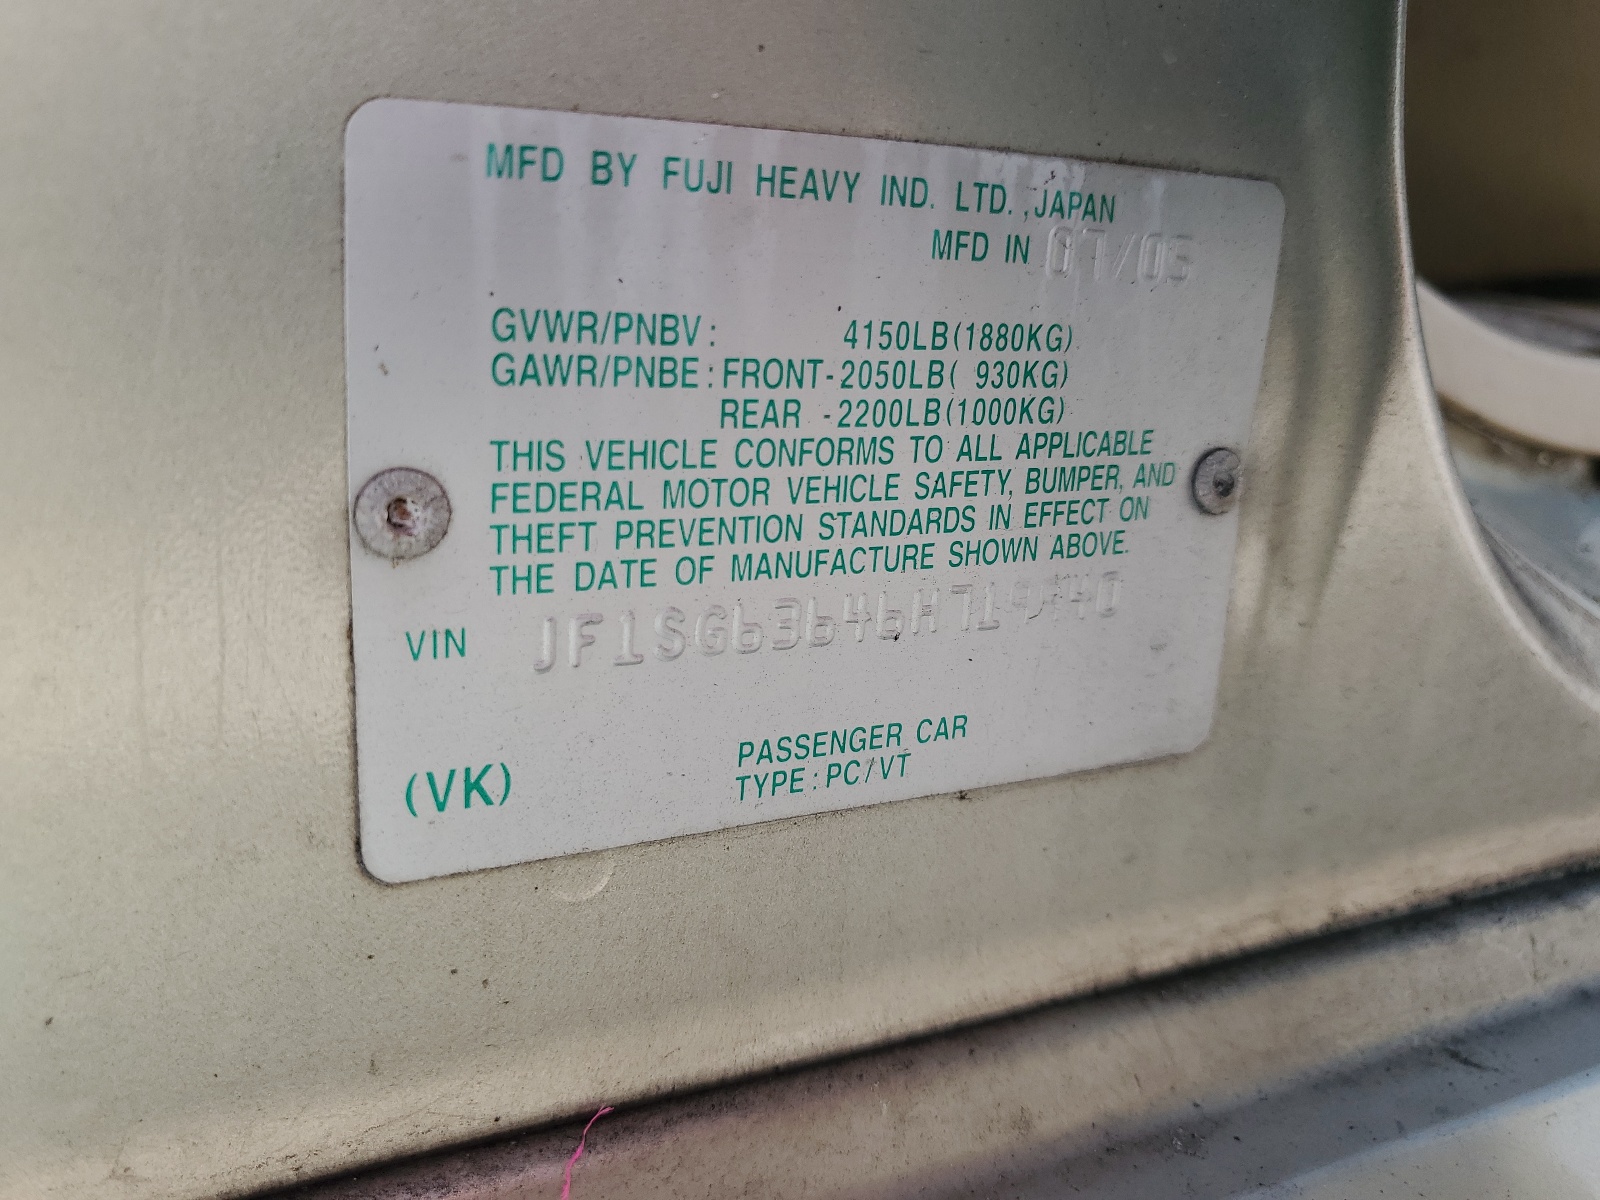 MFD BY FUJI HEAVY IND. LTD.,JAPAN
MFD IN 07/05
GVWR/PNBV: 4150LB(1880KG)
GAWR/PNBE:FRONT-2050LB( 930KG)
REAR -2200LB(1000KG)
THIS VEHICLE CONFORMS TO ALL APPLICABLE
FEDERAL MOTOR VEHICLE SAFETY, BUMPER, AND
THEFT PREVENTION STANDARDS IN EFFECT ON
THE DATE OF MANUFACTURE SHOWN ABOVE.
VIN
PASSENGER CAR
(VK) TYPE:PC/VT